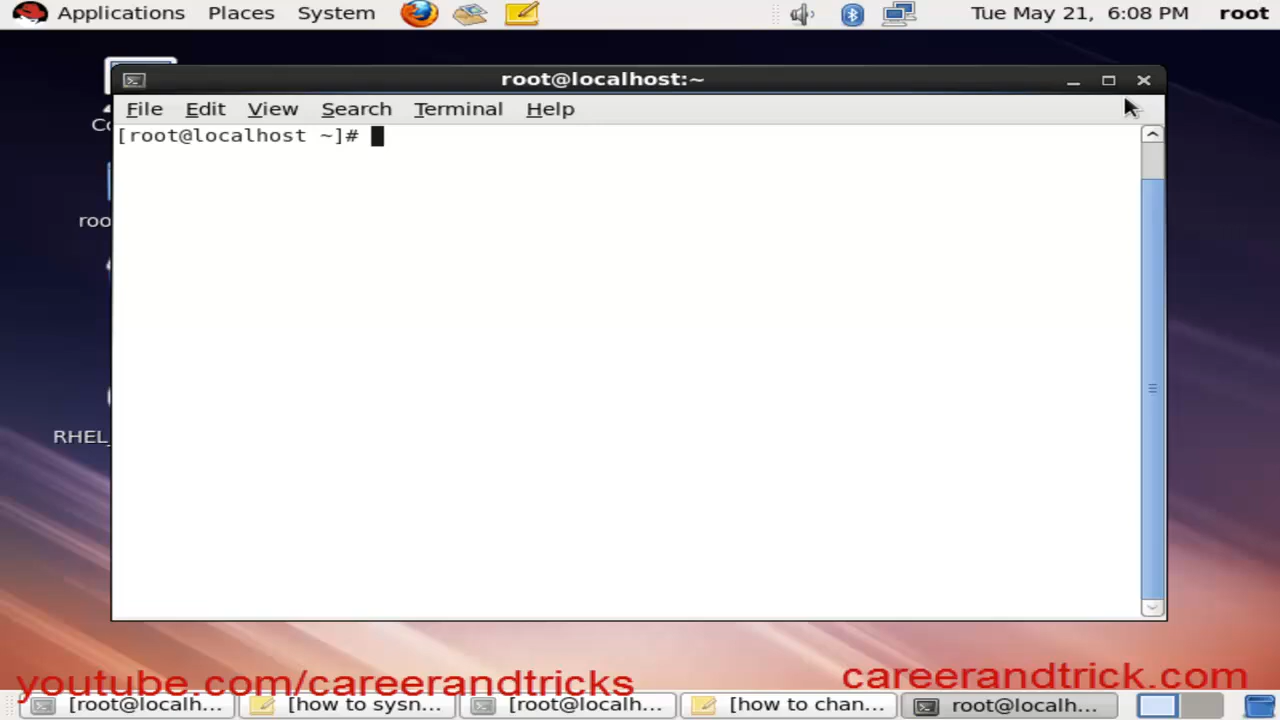 Applications Places System Tue May 21, 6:08 PM root
root@localhost:~
File Edit View Search Terminal Help
[root@localhost ~]#
roo
RHEL_
youtube.com/careerandtricks
careerandtrick.com
[root@localh... [how to sysn... [root@localh... [how to chan... root@localh...